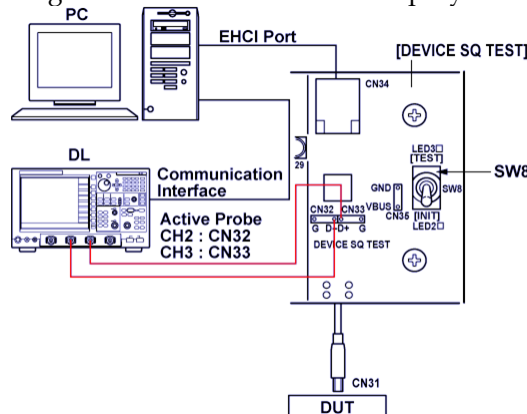 PC
EHCI Port
[DEVICE SQ TEST]
CN34
29
LED3
[TEST]
SW8
SW8
DL
Communication
Interface
GND
VBUS
CN35
[INIT]
LED2
Active Probe
CH2 : CN32
CH3 : CN33
CN32 CN33
G D- D+ G
DEVICE SQ TEST
CN31
DUT